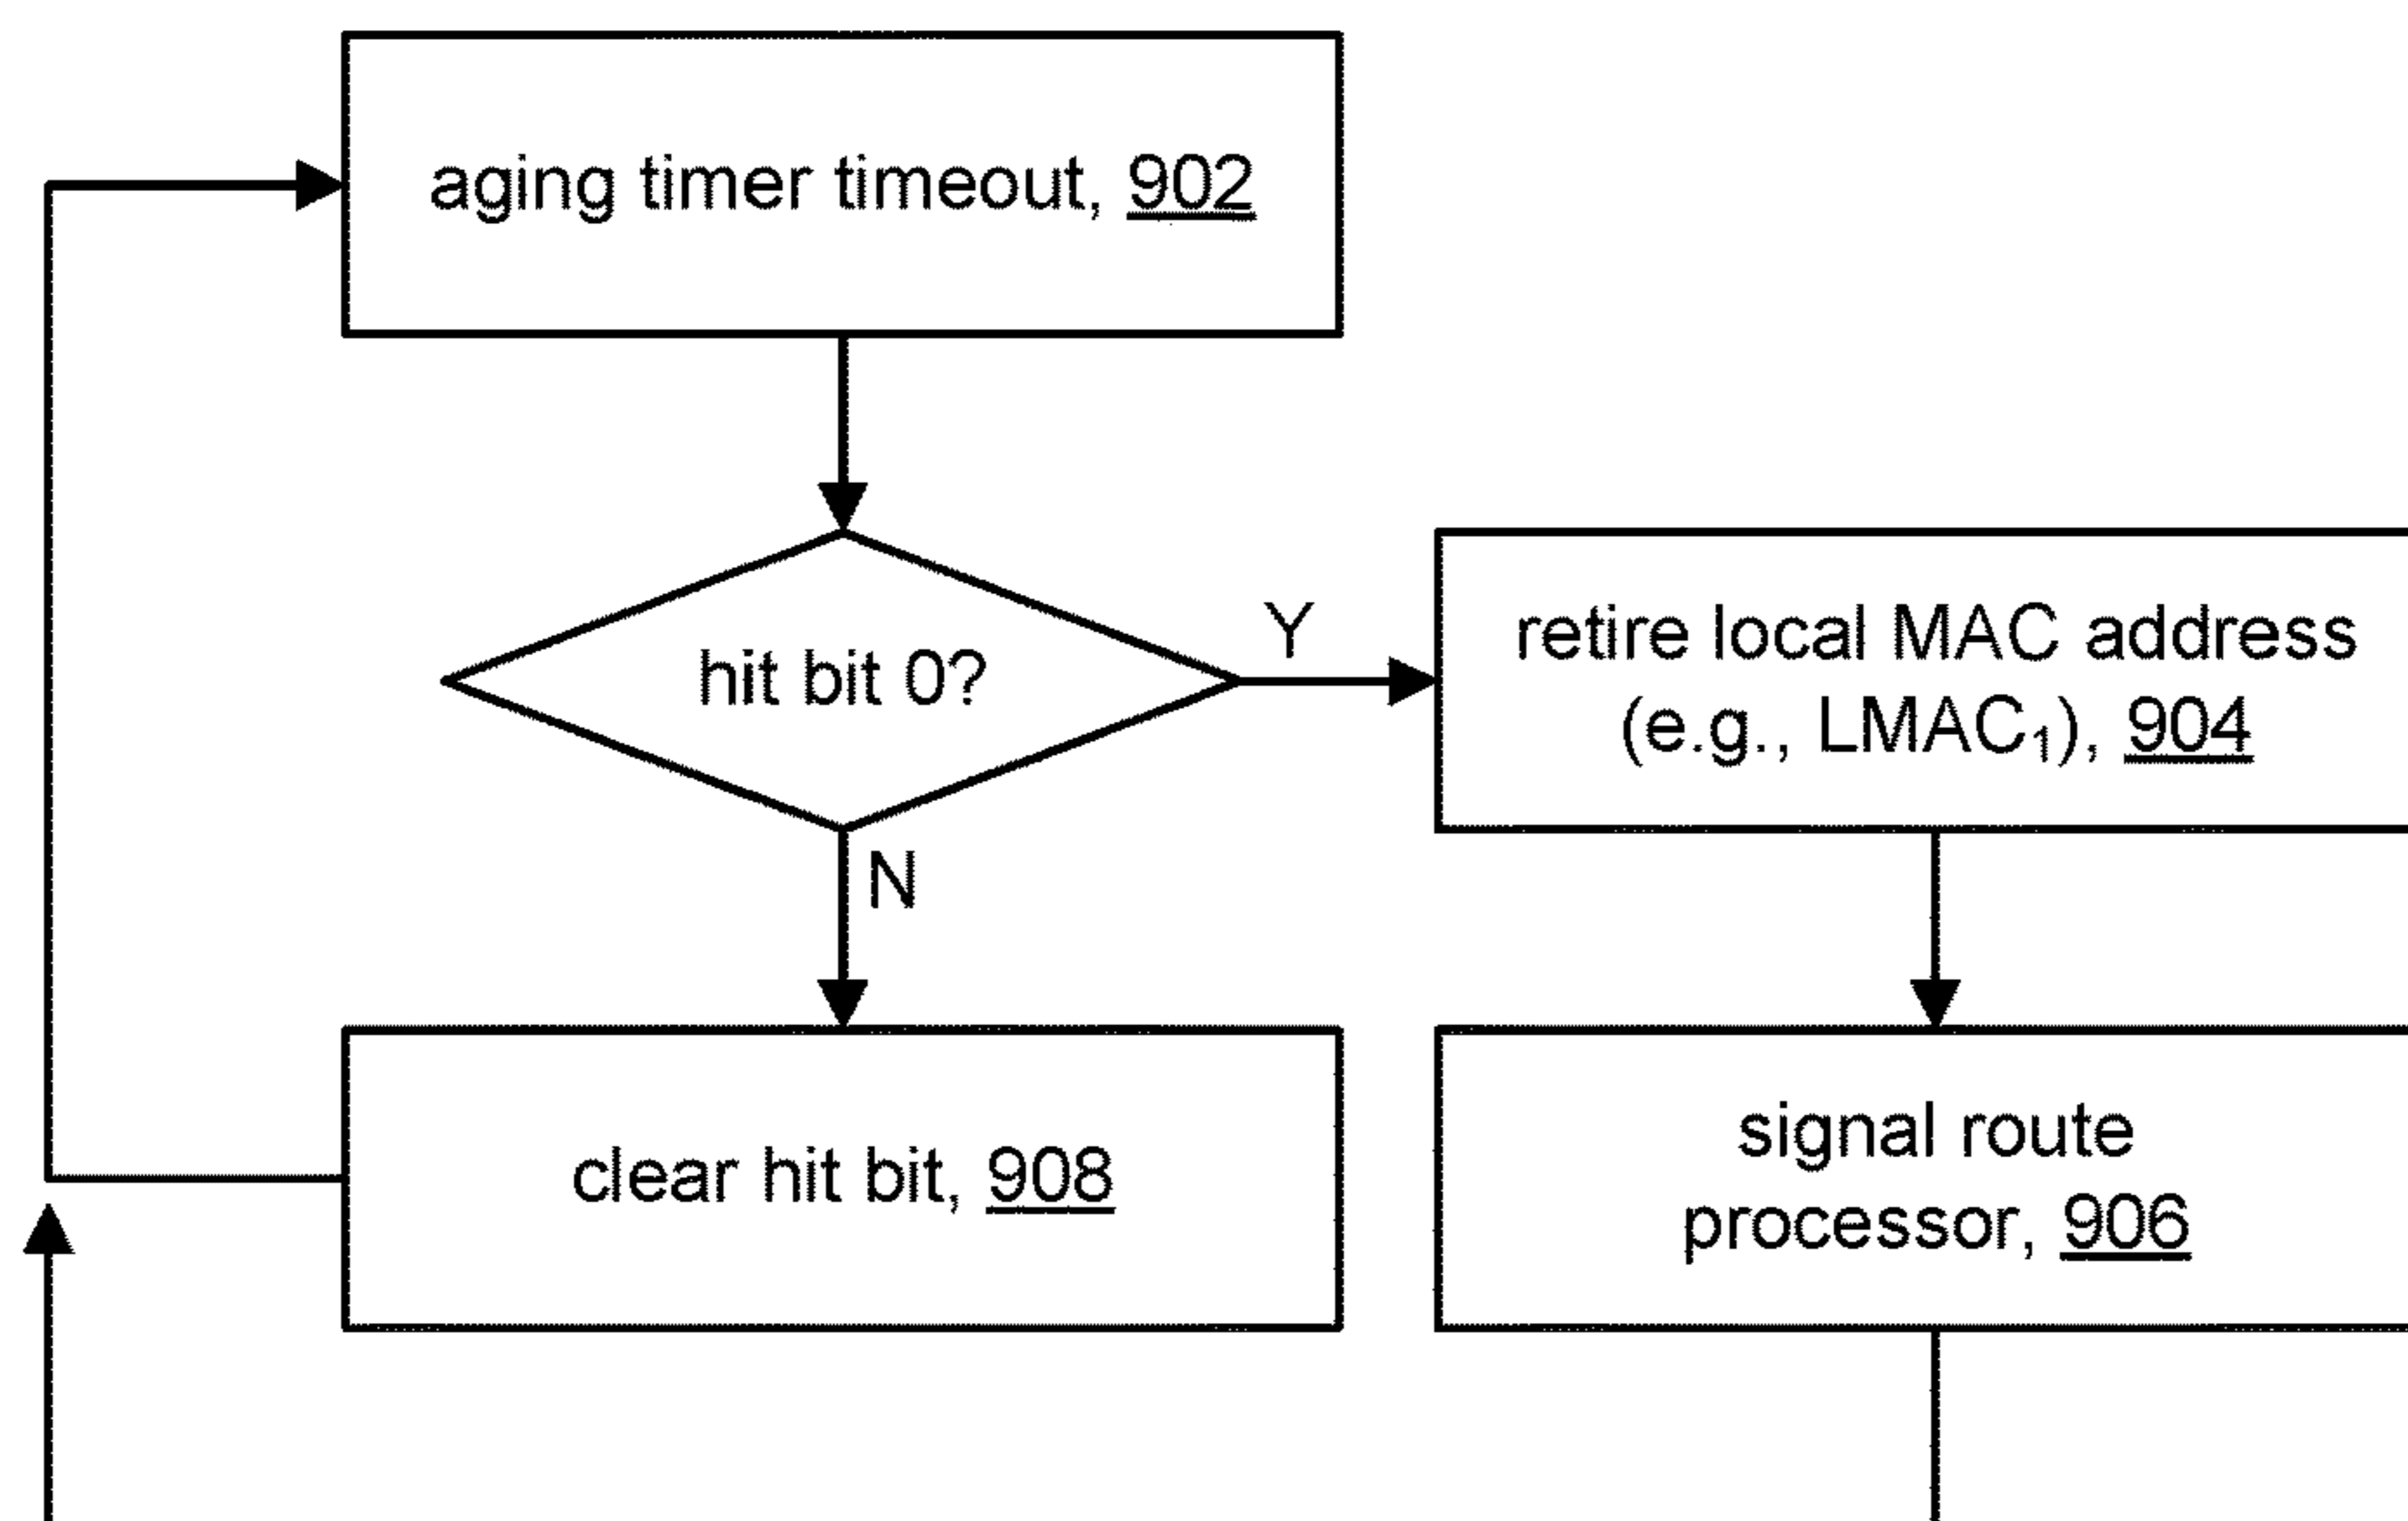 aging timer timeout, 902
hit bit 0?
Y
retire local MAC address
(e.g., LMAC₁), 904
N
clear hit bit, 908
signal route
processor, 906